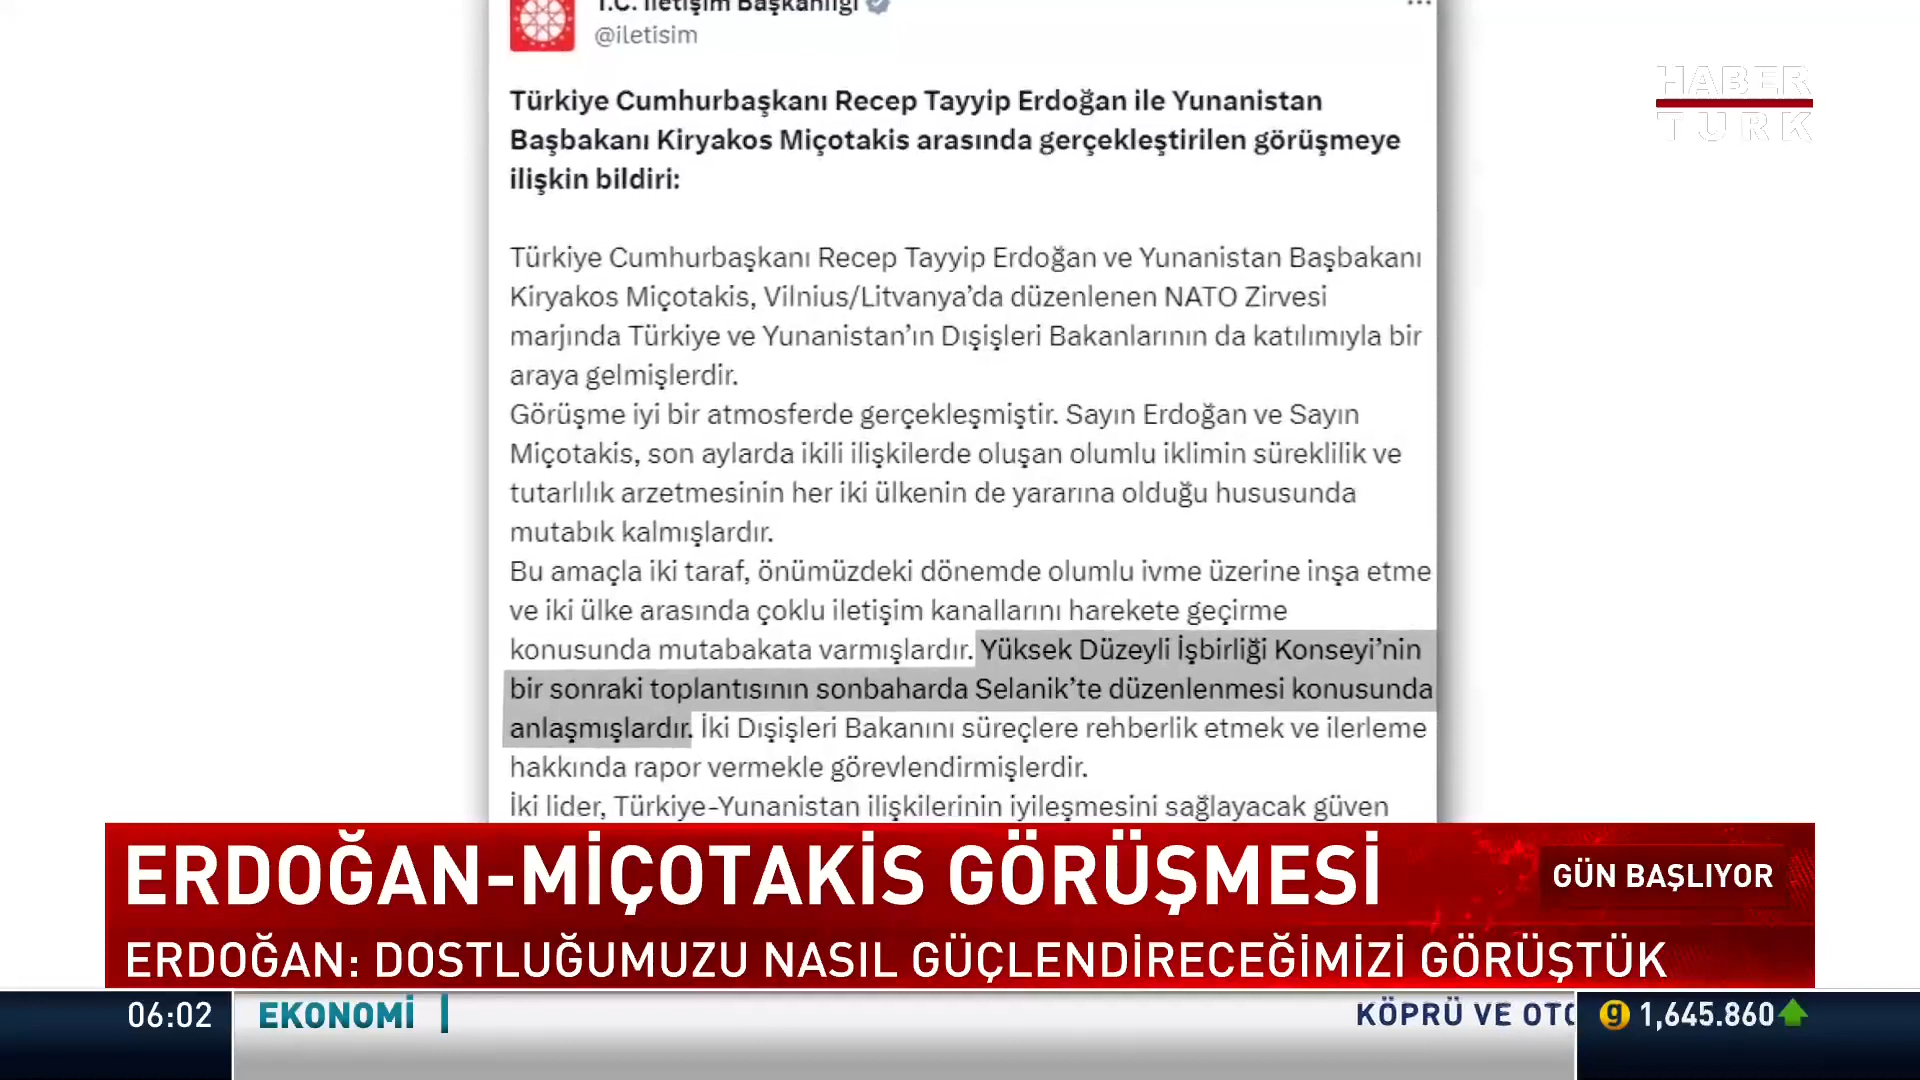 T.C. İletişim Başkanlığı
@iletisim
HABER
TÜRK
Türkiye Cumhurbaşkanı Recep Tayyip Erdoğan ile Yunanistan
Başbakanı Kiryakos Miçotakis arasında gerçekleştirilen görüşmeye
ilişkin bildiri:
Türkiye Cumhurbaşkanı Recep Tayyip Erdoğan ve Yunanistan Başbakanı
Kiryakos Miçotakis, Vilnius/Litvanya’da düzenlenen NATO Zirvesi
marjında Türkiye ve Yunanistan’ın Dışişleri Bakanlarının da katılımıyla bir
araya gelmişlerdir.
Görüşme iyi bir atmosferde gerçekleşmiştir. Sayın Erdoğan ve Sayın
Miçotakis, son aylarda ikili ilişkilerde oluşan olumlu iklimin süreklilik ve
tutarlılık arzetmesinin her iki ülkenin de yararına olduğu hususunda
mutabık kalmışlardır.
Bu amaçla iki taraf, önümüzdeki dönemde olumlu ivme üzerine inşa etme
ve iki ülke arasında çoklu iletişim kanallarını harekete geçirme
konusunda mutabakata varmışlardır. Yüksek Düzeyli İşbirliği Konseyi’nin
bir sonraki toplantısının sonbaharda Selanik’te düzenlenmesi konusunda
anlaşmışlardır. İki Dışişleri Bakanını süreçlere rehberlik etmek ve ilerleme
hakkında rapor vermekle görevlendirmişlerdir.
İki lider, Türkiye-Yunanistan ilişkilerinin iyileşmesini sağlayacak güven
ERDOĞAN-MİÇOTAKİS GÖRÜŞMESİ
GÜN BAŞLIYOR
ERDOĞAN: DOSTLUĞUMUZU NASIL GÜÇLENDİRECEĞİMİZİ GÖRÜŞTÜK
06:02 EKONOMİ KÖPRÜ VE OTO 1,645.860